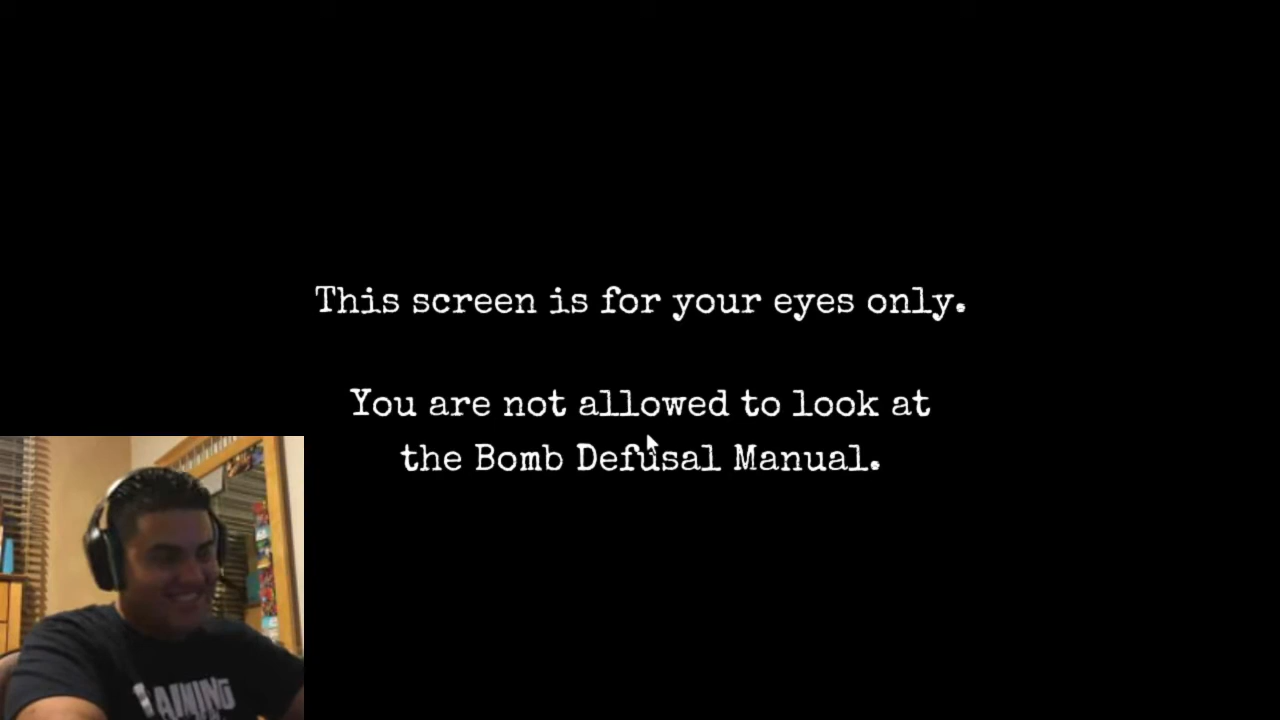 This screen is for your eyes only.
You are not allowed to look at
the Bomb Defusal Manual.